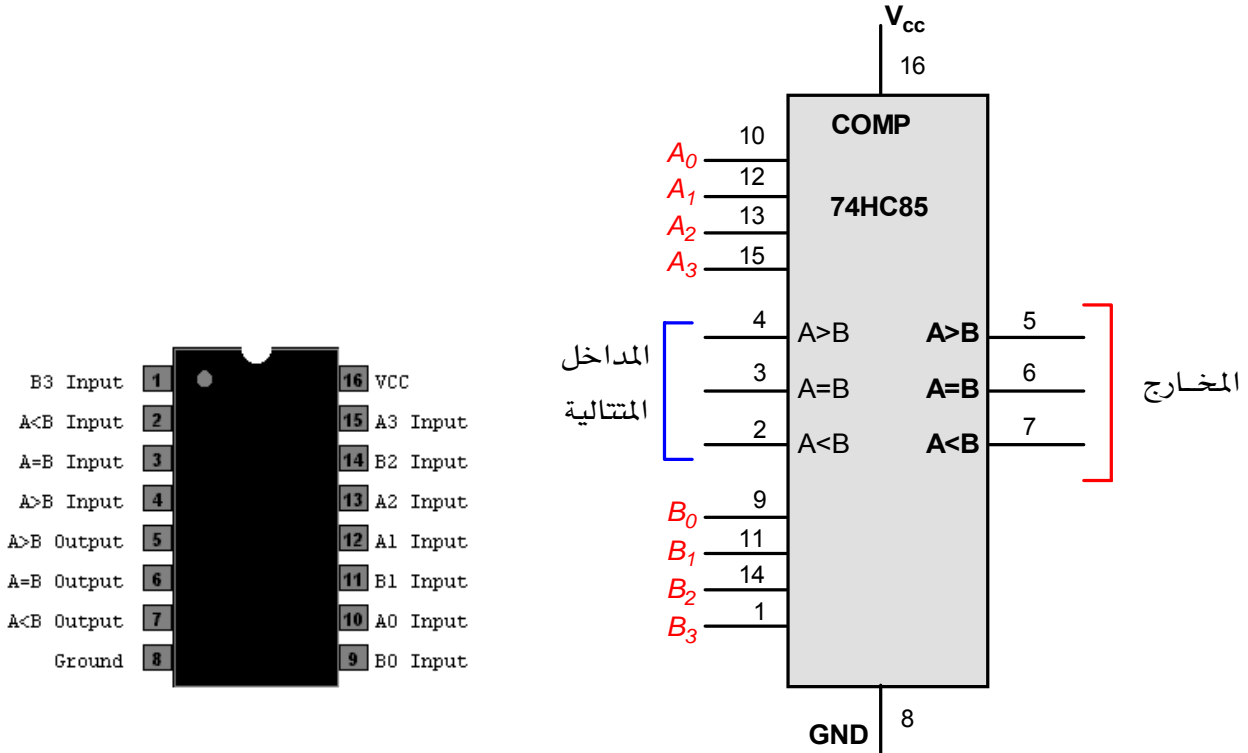 B3 Input 1
A<B Input 2
A=B Input 3
A>B Input 4
A>B Output 5
A=B Output 6
A<B Output 7
Ground 8
16 VCC
15 A3 Input
14 B2 Input
13 A2 Input
12 A1 Input
11 B1 Input
10 A0 Input
9 B0 Input
Vcc
16
COMP
74HC85
A0 10
A1 12
A2 13
A3 15
المداخل
المتتالية
4 A>B
3 A=B
2 A<B
A>B 5
A=B 6
A<B 7
المخارج
B0 9
B1 11
B2 14
B3 1
GND 8